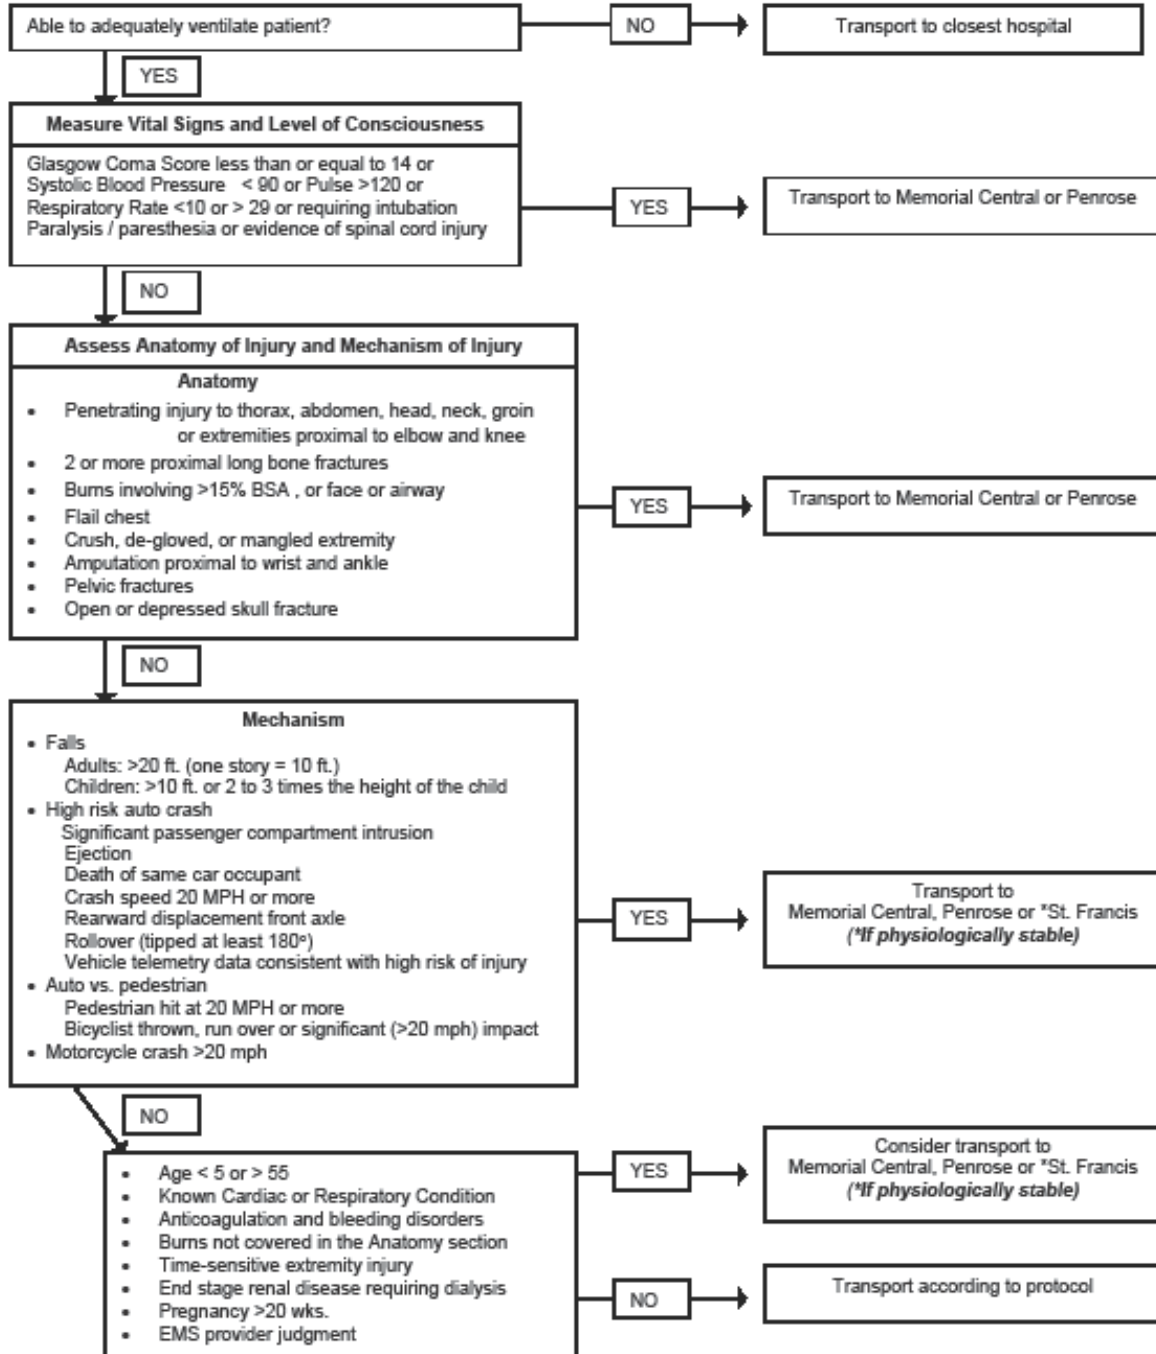 Able to adequately ventilate patient?
NO
Transport to closest hospital
YES
Measure Vital Signs and Level of Consciousness
Glasgow Coma Score less than or equal to 14 or
Systolic Blood Pressure < 90 or Pulse >120 or
Respiratory Rate <10 or > 29 or requiring intubation
Paralysis / paresthesia or evidence of spinal cord injury
YES
Transport to Memorial Central or Penrose
NO
Assess Anatomy of Injury and Mechanism of Injury
Anatomy
• Penetrating injury to thorax, abdomen, head, neck, groin
or extremities proximal to elbow and knee
• 2 or more proximal long bone fractures
• Burns involving >15% BSA , or face or airway
• Flail chest
• Crush, de-gloved, or mangled extremity
• Amputation proximal to wrist and ankle
• Pelvic fractures
• Open or depressed skull fracture
YES
Transport to Memorial Central or Penrose
NO
Mechanism
• Falls
Adults: >20 ft. (one story = 10 ft.)
Children: >10 ft. or 2 to 3 times the height of the child
• High risk auto crash
Significant passenger compartment intrusion
Ejection
Death of same car occupant
Crash speed 20 MPH or more
Rearward displacement front axle
Rollover (tipped at least 180º)
Vehicle telemetry data consistent with high risk of injury
• Auto vs. pedestrian
Pedestrian hit at 20 MPH or more
Bicyclist thrown, run over or significant (>20 mph) impact
• Motorcycle crash >20 mph
YES
Transport to
Memorial Central, Penrose or *St. Francis
(*If physiologically stable)
NO
• Age < 5 or > 55
• Known Cardiac or Respiratory Condition
• Anticoagulation and bleeding disorders
• Burns not covered in the Anatomy section
• Time-sensitive extremity injury
• End stage renal disease requiring dialysis
• Pregnancy >20 wks.
• EMS provider judgment
YES
Consider transport to
Memorial Central, Penrose or *St. Francis
(*If physiologically stable)
NO
Transport according to protocol